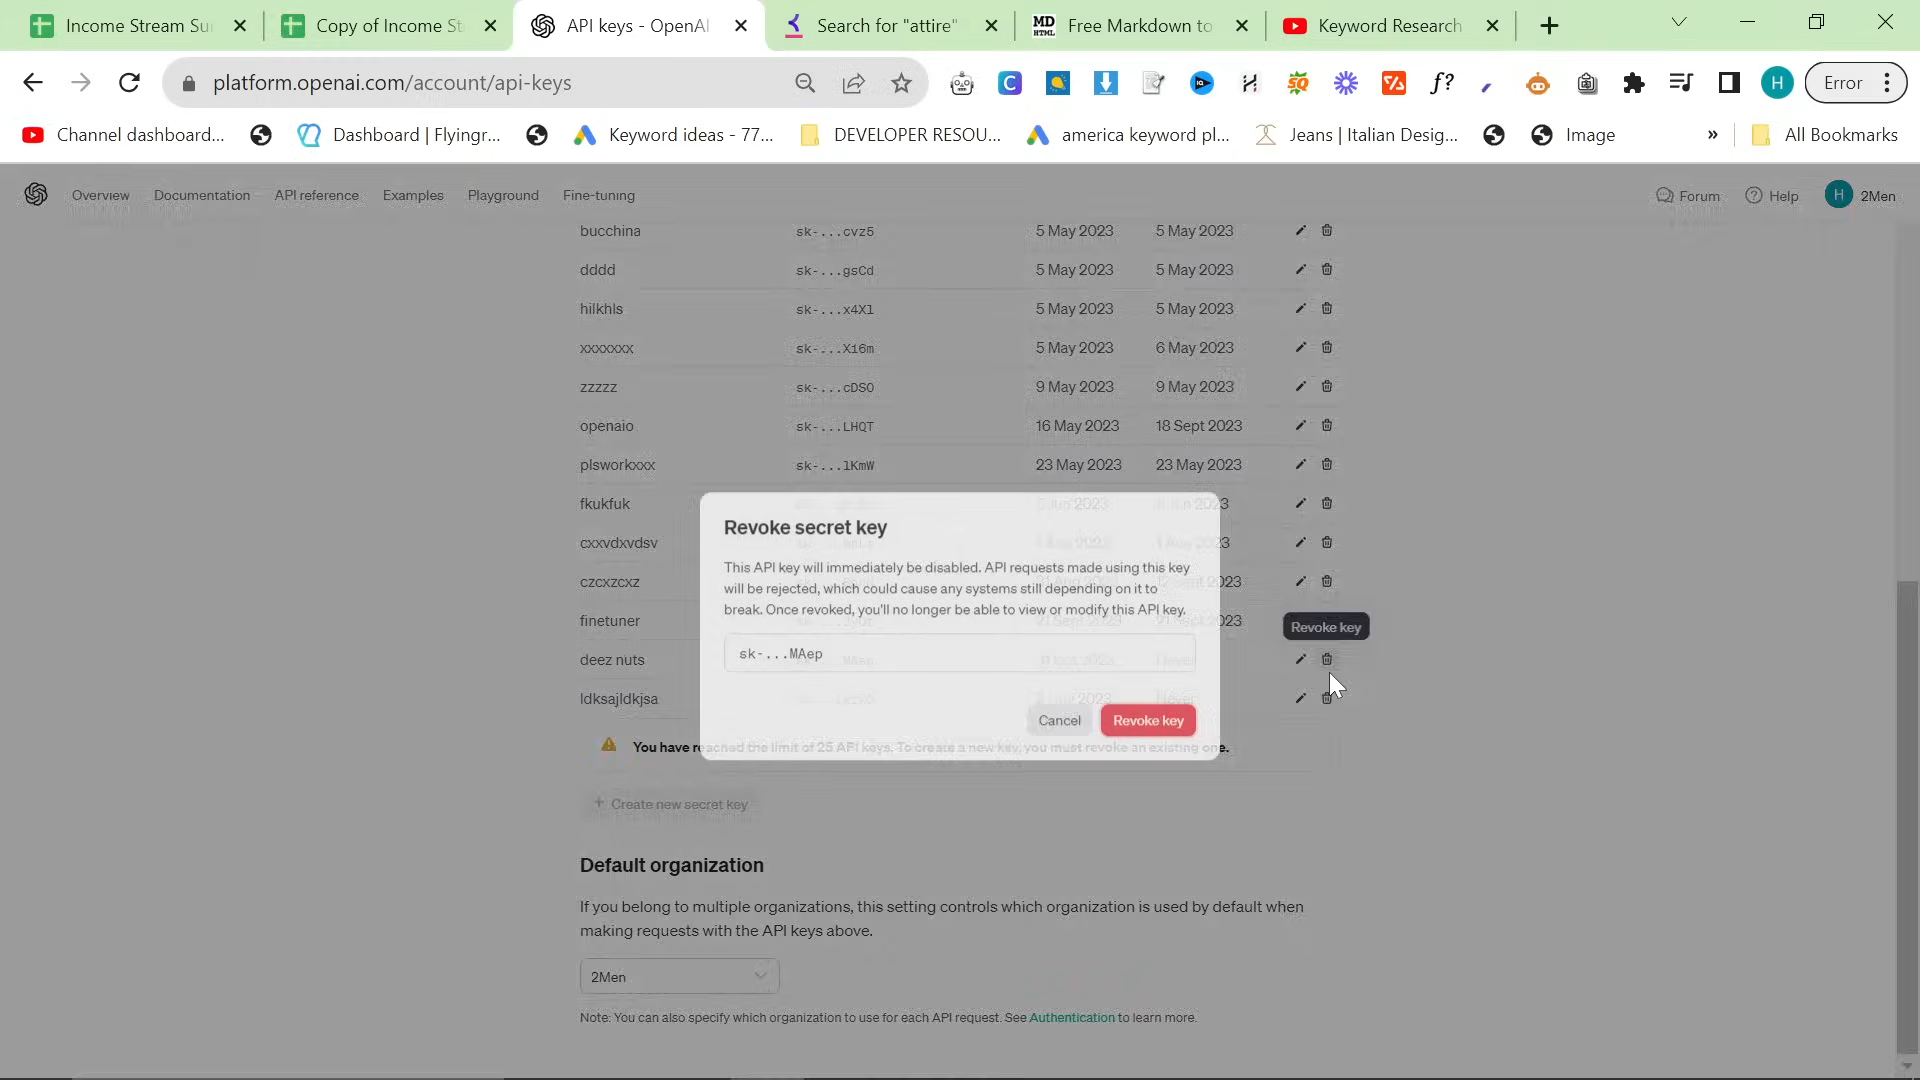 Income Stream Su
Copy of Income St
API keys - OpenAI
Search for "attire"
MD HTML
Free Markdown to
Keyword Research
platform.openai.com/account/api-keys
H
Error
Channel dashboard...
Dashboard | Flyingr...
Keyword ideas - 77...
DEVELOPER RESOU...
america keyword pl...
Jeans | Italian Desig...
Image
»
All Bookmarks
Overview
Documentation
API reference
Examples
Playground
Fine-tuning
Forum
Help
H
2Men
bucchina sk-...cvz5 5 May 2023 5 May 2023
dddd sk-...gsCd 5 May 2023 5 May 2023
hilkhls sk-...x4Xl 5 May 2023 5 May 2023
xxxxxxx sk-...Xi6m 5 May 2023 6 May 2023
zzzzz sk-...cDSO 9 May 2023 9 May 2023
openaio sk-...LHQT 16 May 2023 18 Sept 2023
plsworkxxx sk-...lKmW 23 May 2023 23 May 2023
fkukfuk
cxxvdxvdsv
czcxzcxz
finetuner
deez nuts
ldksajldkjsa
Revoke secret key
This API key will immediately be disabled. API requests made using this key
will be rejected, which could cause any systems still depending on it to
break. Once revoked, you'll no longer be able to view or modify this API key.
sk-...MAep
Cancel
Revoke key
Revoke key
You have reached the limit of 25 API keys. To create a new key, you must revoke an existing one.
+ Create new secret key
Default organization
If you belong to multiple organizations, this setting controls which organization is used by default when
making requests with the API keys above.
2Men
Note: You can also specify which organization to use for each API request. See Authentication to learn more.